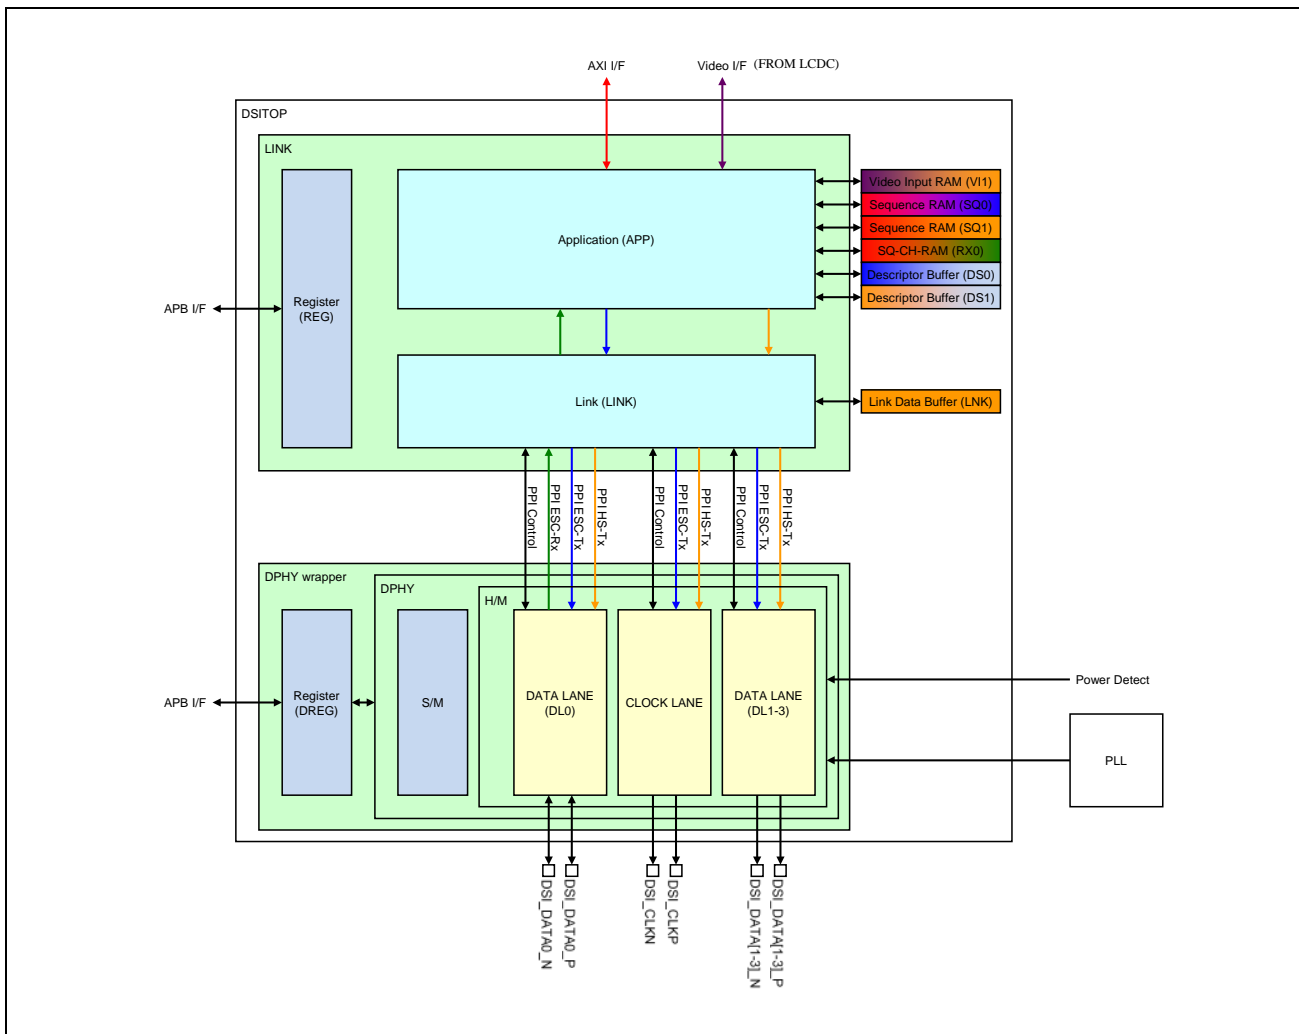 AXI I/F
Video I/F (FROM LCDC)
DSITOP
LINK
Register
(REG)
Application (APP)
Video Input RAM (VI1)
Sequence RAM (SQ0)
Sequence RAM (SQ1)
SQ-CH-RAM (RX0)
Descriptor Buffer (DS0)
Descriptor Buffer (DS1)
APB I/F
Link (LINK)
Link Data Buffer (LNK)
PPI Control
PPI ESC-Rx
PPI ESC-Tx
PPI HS-Tx
PPI Control
PPI ESC-Tx
PPI HS-Tx
PPI Control
PPI ESC-Tx
PPI HS-Tx
DPHY wrapper
DPHY
H/M
APB I/F
Register
(DREG)
S/M
DATA LANE
(DL0)
CLOCK LANE
DATA LANE
(DL1-3)
Power Detect
PLL
DSI_DATA0_N
DSI_DATA0_P
DSI_CLKN
DSI_CLKP
DSI_DATA[1-3]_N
DSI_DATA[1-3]_P